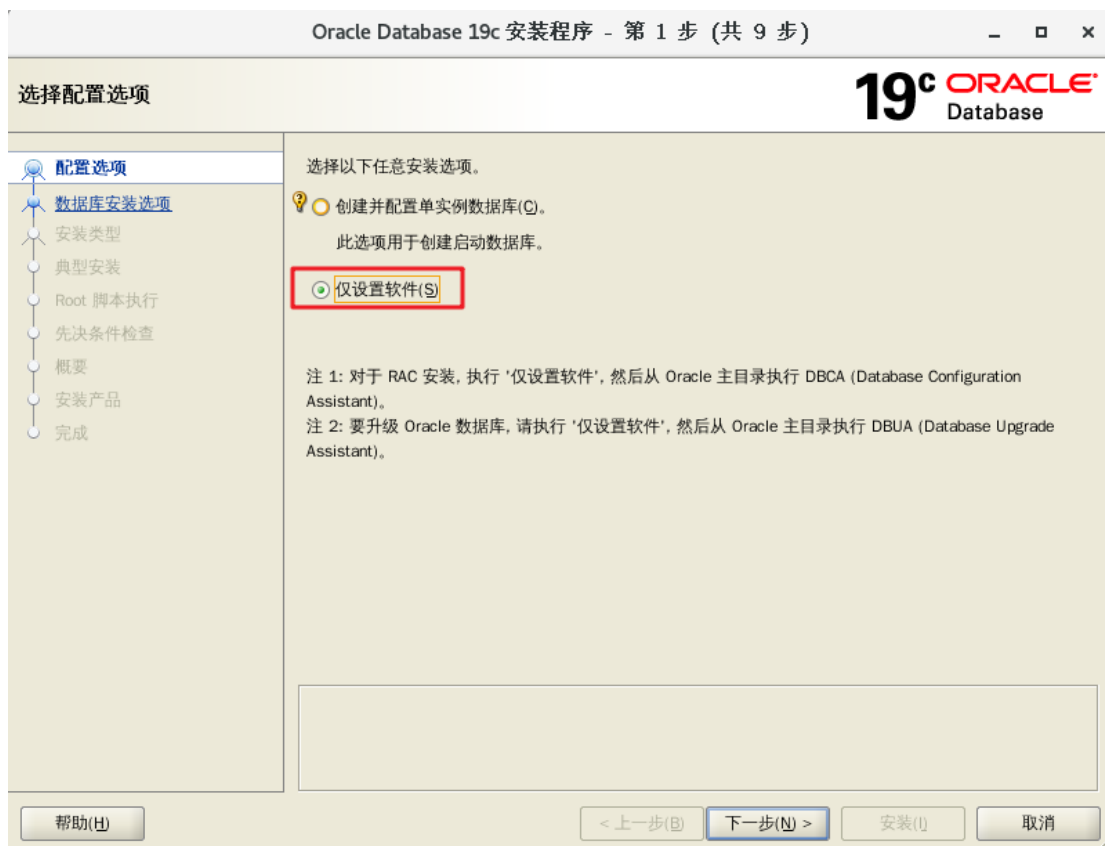 Oracle Database 19c 安装程序 - 第 1 步 (共 9 步)
选择配置选项
19c ORACLE
Database
配置选项
数据库安装选项
安装类型
典型安装
Root 脚本执行
先决条件检查
概要
安装产品
完成
选择以下任意安装选项。
创建并配置单实例数据库(C)。
此选项用于创建启动数据库。
仅设置软件(S)
注 1: 对于 RAC 安装, 执行 '仅设置软件', 然后从 Oracle 主目录执行 DBCA (Database Configuration
Assistant)。
注 2: 要升级 Oracle 数据库, 请执行 '仅设置软件', 然后从 Oracle 主目录执行 DBUA (Database Upgrade
Assistant)。
帮助(H)
< 上一步(B)
下一步(N) >
安装(I)
取消